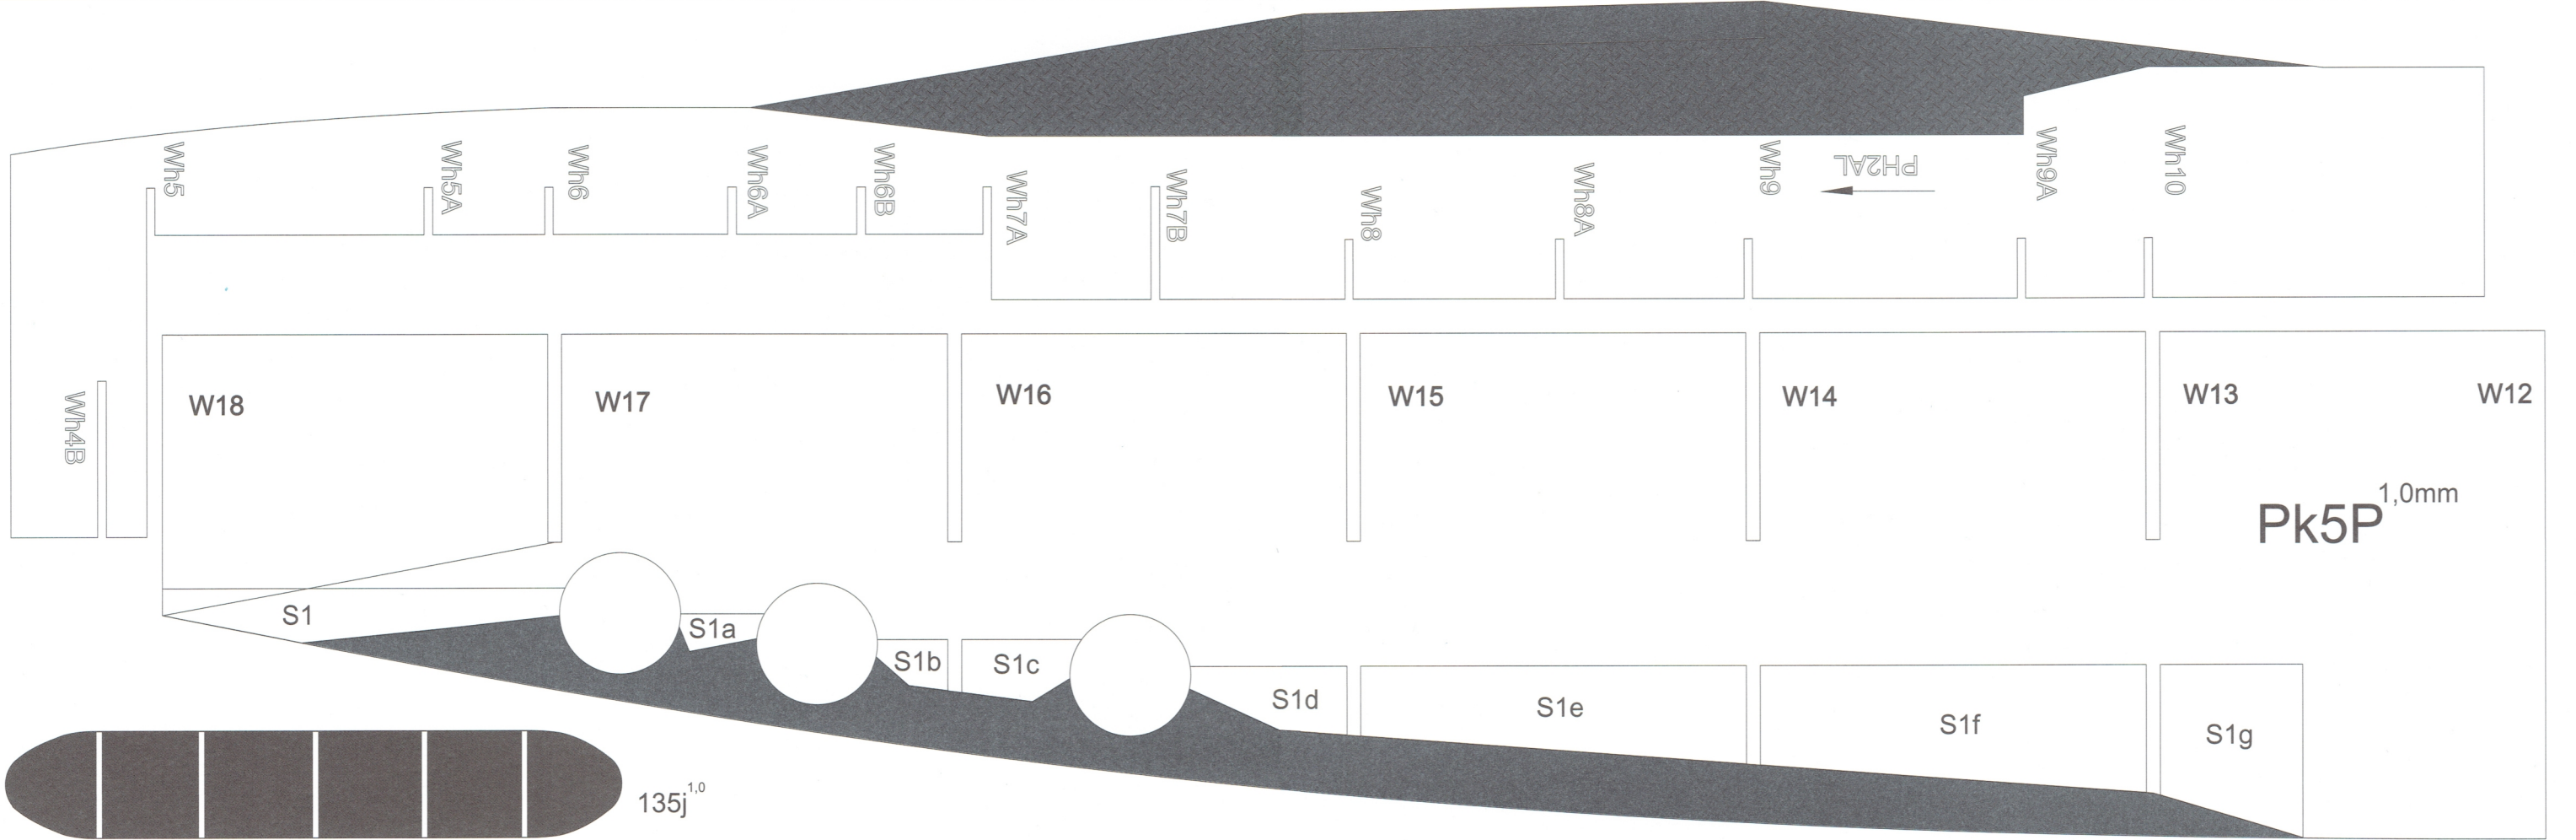 Wh5
Wh5A
Wh6
Wh6A
Wh6B
Wh7A
Wh7B
Wh8
Wh8A
Wh9
PH2AL
Wh9A
Wh10
Wh4B
W18
W17
W16
W15
W14
W13
W12
Pk5P 1,0mm
S1
S1a
S1b
S1c
S1d
S1e
S1f
S1g
135j 1,0